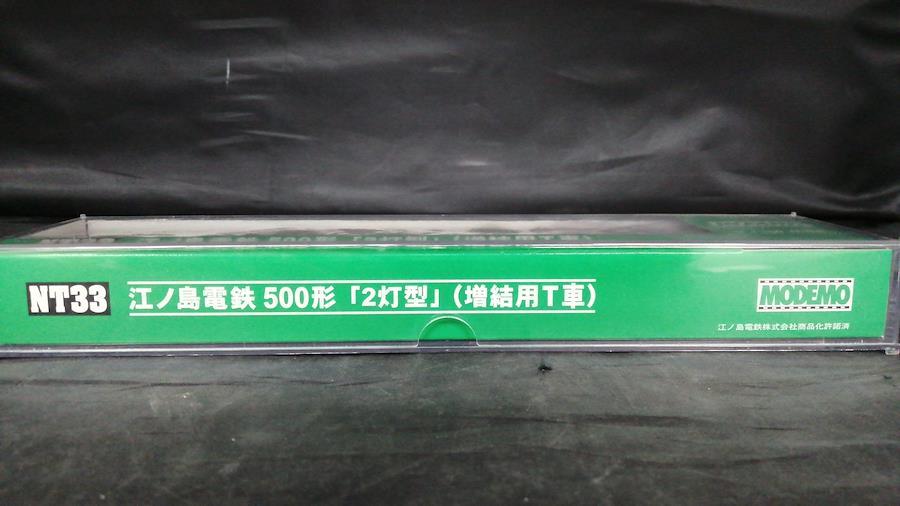 NT33 江ノ島電鉄 500形 「2灯型」(増結用T車)
MODEMO
江ノ島電鉄株式会社商品化許諾済